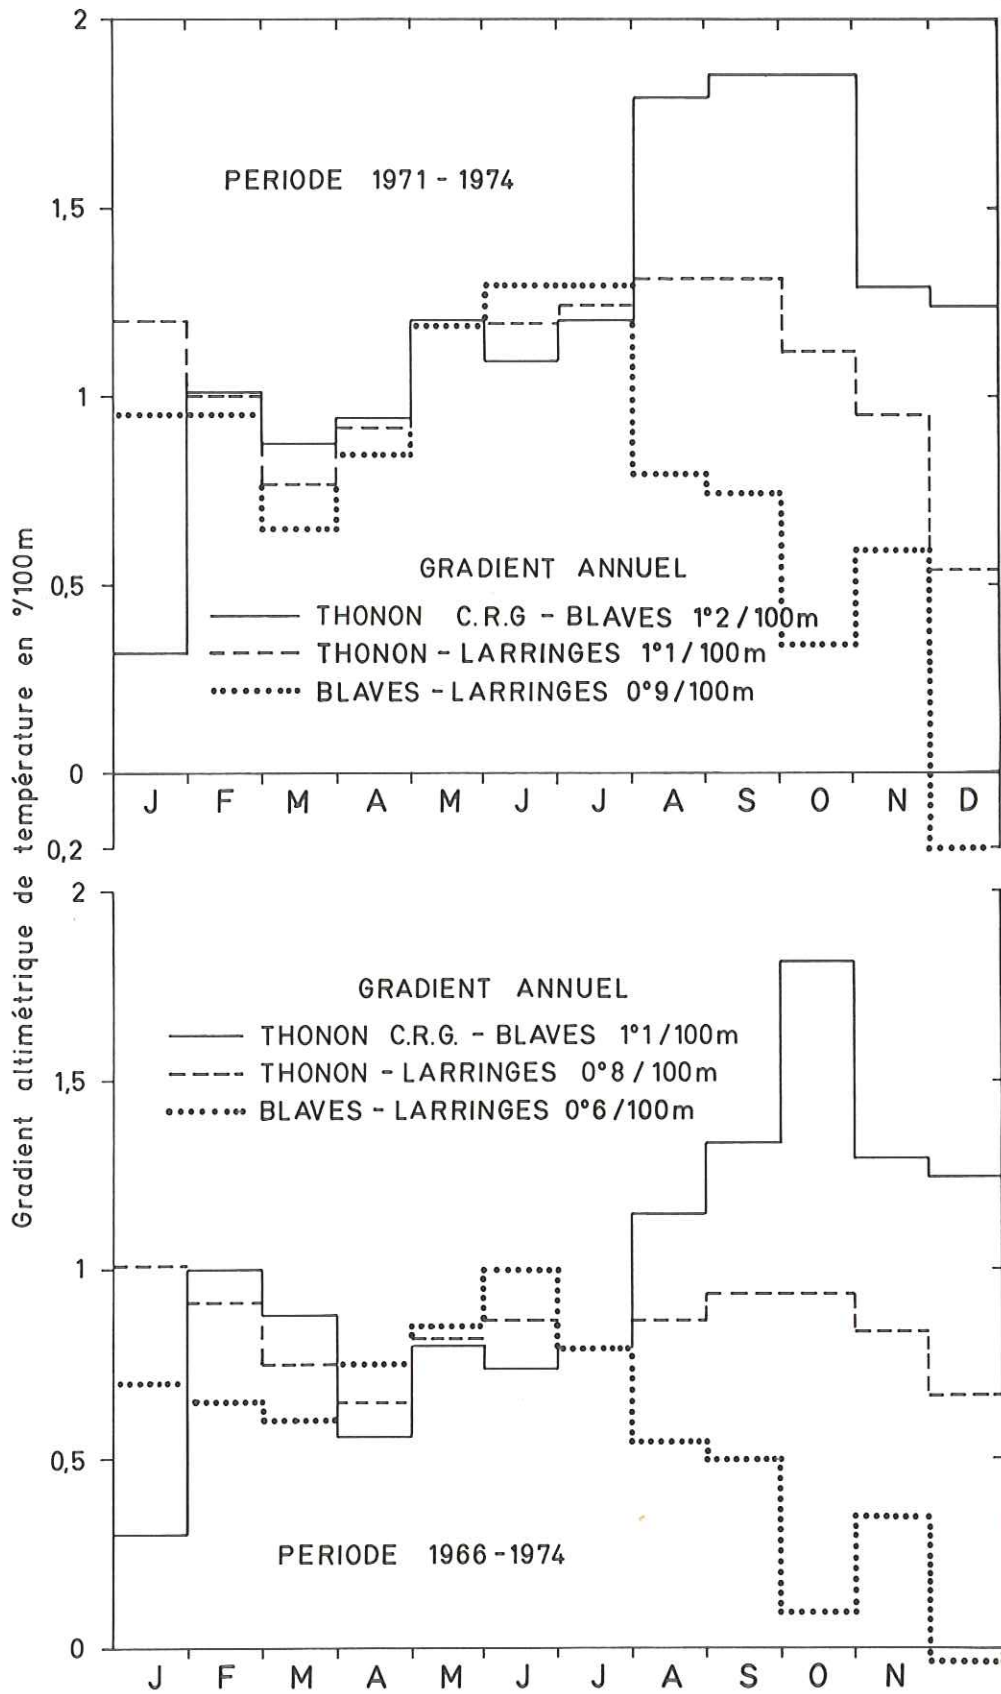 Gradient altimétrique de température en °/100m
2
PERIODE 1971 - 1974
1,5
1
GRADIENT ANNUEL
0,5
THONON C.R.G - BLAVES 1°2/100m
THONON - LARRINGES 1°1/100m
BLAVES - LARRINGES 0°9/100m
0
J F M A M J J A S O N D
0,2
2
GRADIENT ANNUEL
THONON C.R.G. - BLAVES 1°1/100m
THONON - LARRINGES 0°8/100m
1,5
BLAVES - LARRINGES 0°6/100m
1
0,5
PERIODE 1966 - 1974
0
J F M A M J J A S O N